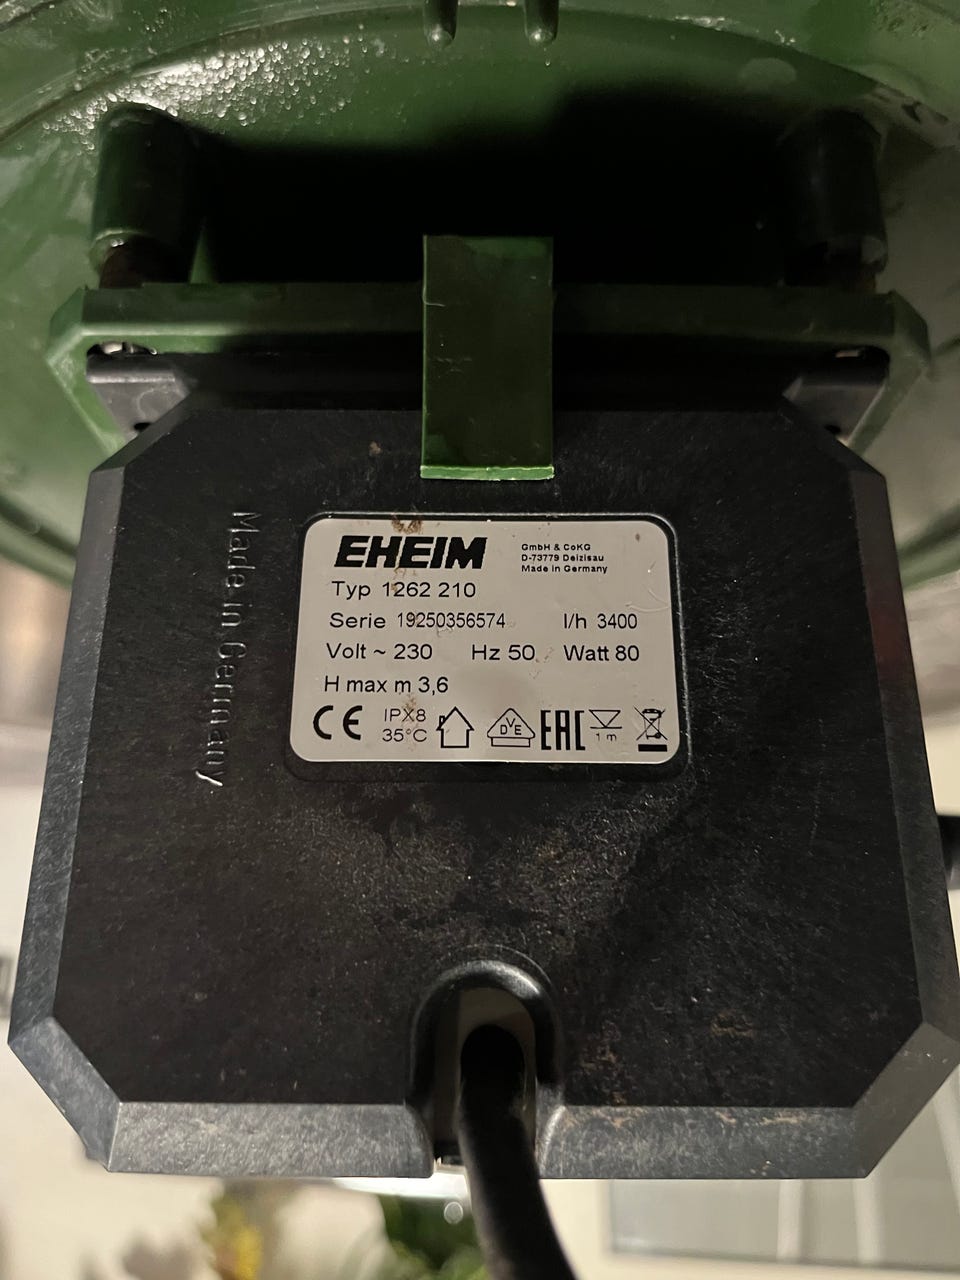 EHEIM
GmbH & CoKG
D-73779 Deizisau
Made in Germany
Typ 1262 210
Serie 19250356574 l/h 3400
Volt ~ 230 Hz 50 Watt 80
H max m 3,6
CE IPX8 DVE EAC
35°C 1 m
Made in Germany